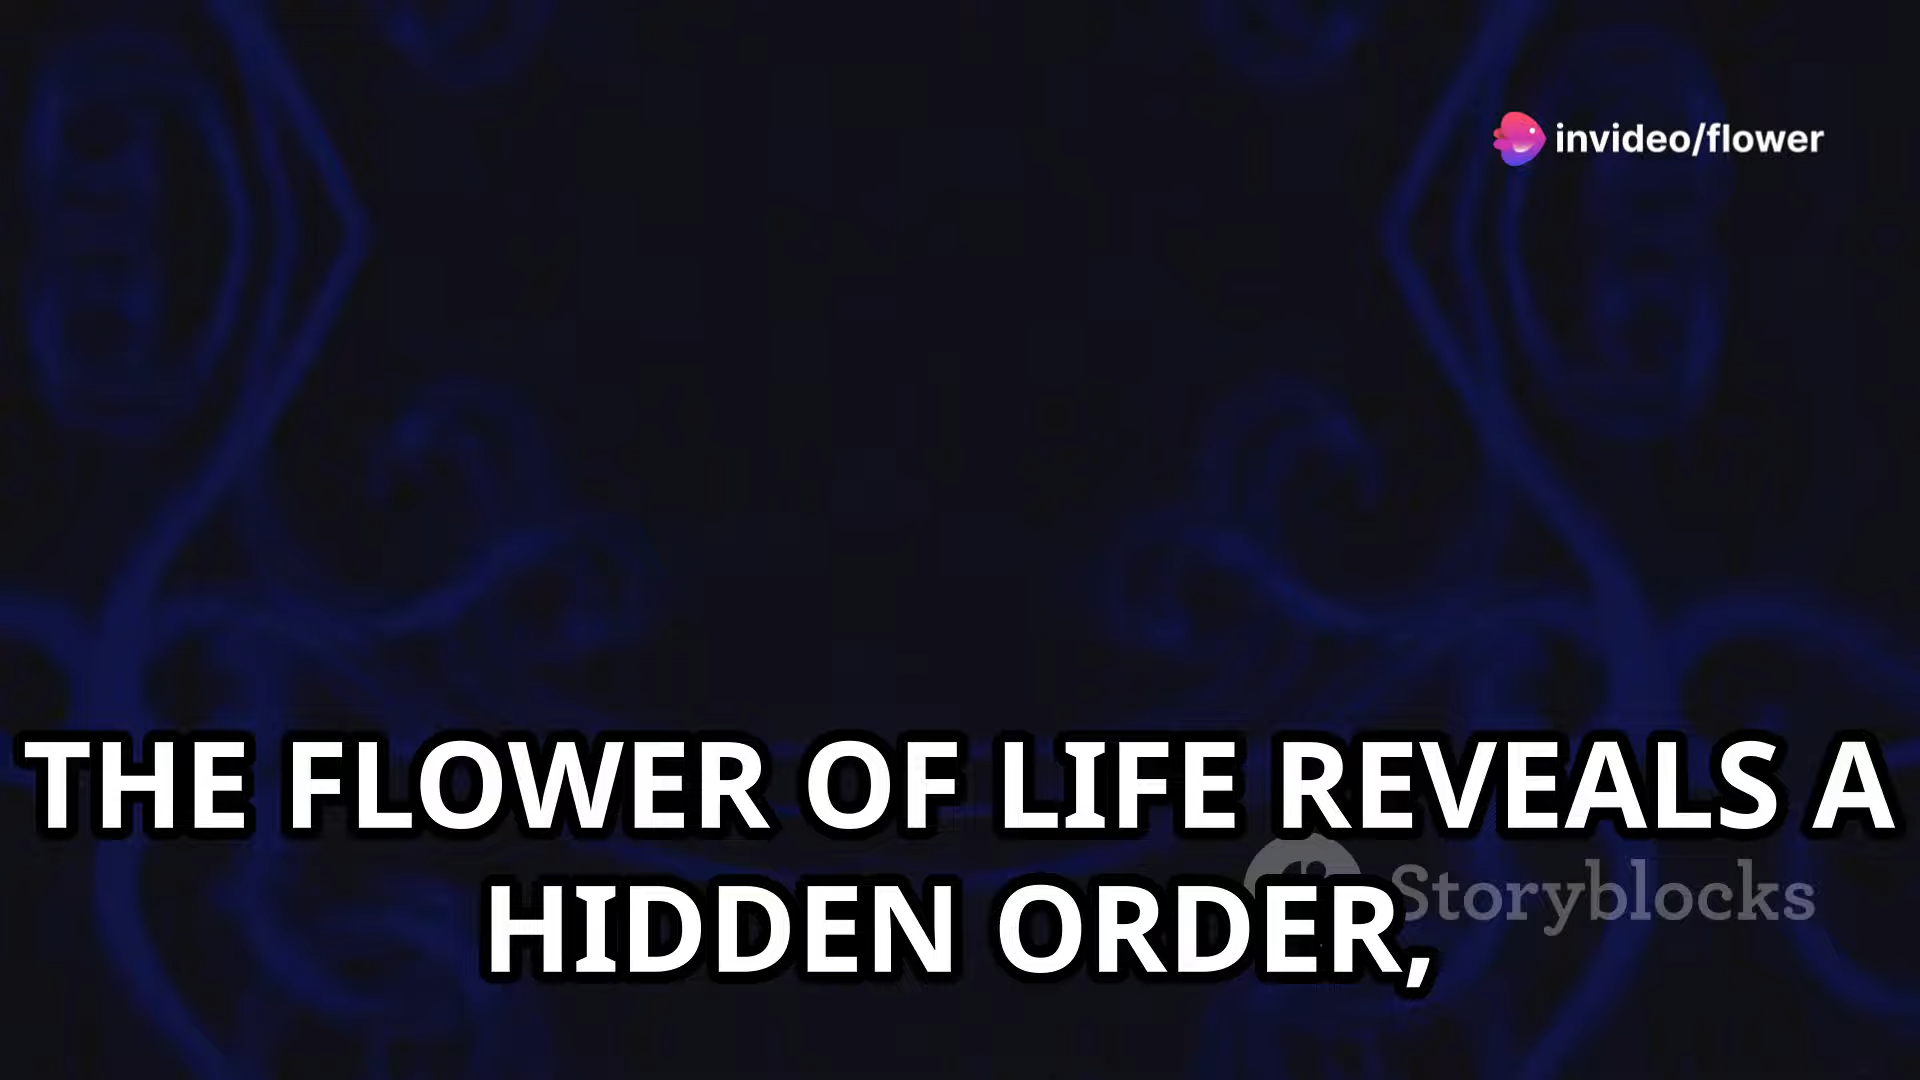 invideo/flower
THE FLOWER OF LIFE REVEALS A
HIDDEN ORDER,
Storyblocks